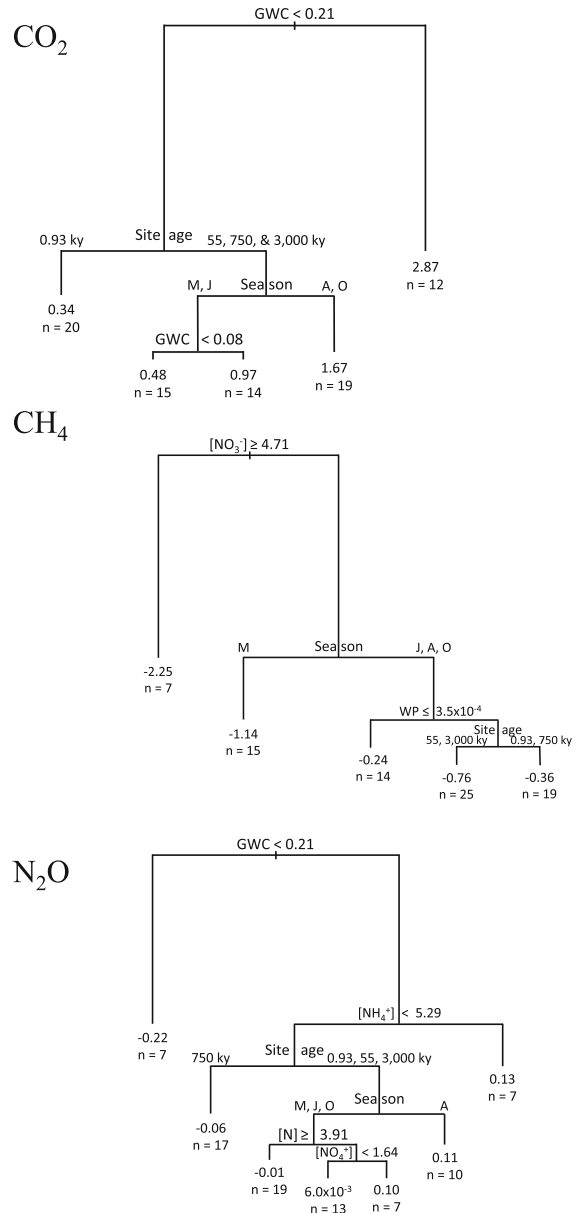 CO₂
GWC < 0.21
0.93 ky Site age 55, 750, & 3,000 ky
2.87
n = 12
0.34
n = 20
M, J Season A, O
GWC < 0.08
1.67
n = 19
0.48
n = 15
0.97
n = 14
CH₄
[NO₃⁻] ≥ 4.71
-2.25
n = 7
M Season J, A, O
-1.14
n = 15
WP ≤ 3.5x10⁻⁴
-0.24
n = 14
Site age
55, 3,000 ky 0.93, 750 ky
-0.76
n = 25
-0.36
n = 19
N₂O
GWC < 0.21
-0.22
n = 7
[NH₄⁺] < 5.29
0.13
n = 7
750 ky Site age 0.93, 55, 3,000 ky
-0.06
n = 17
M, J, O Season A
0.11
n = 10
[N] ≥ 3.91
-0.01
n = 19
[NO₄⁺] < 1.64
6.0x10⁻³
n = 13
0.10
n = 7